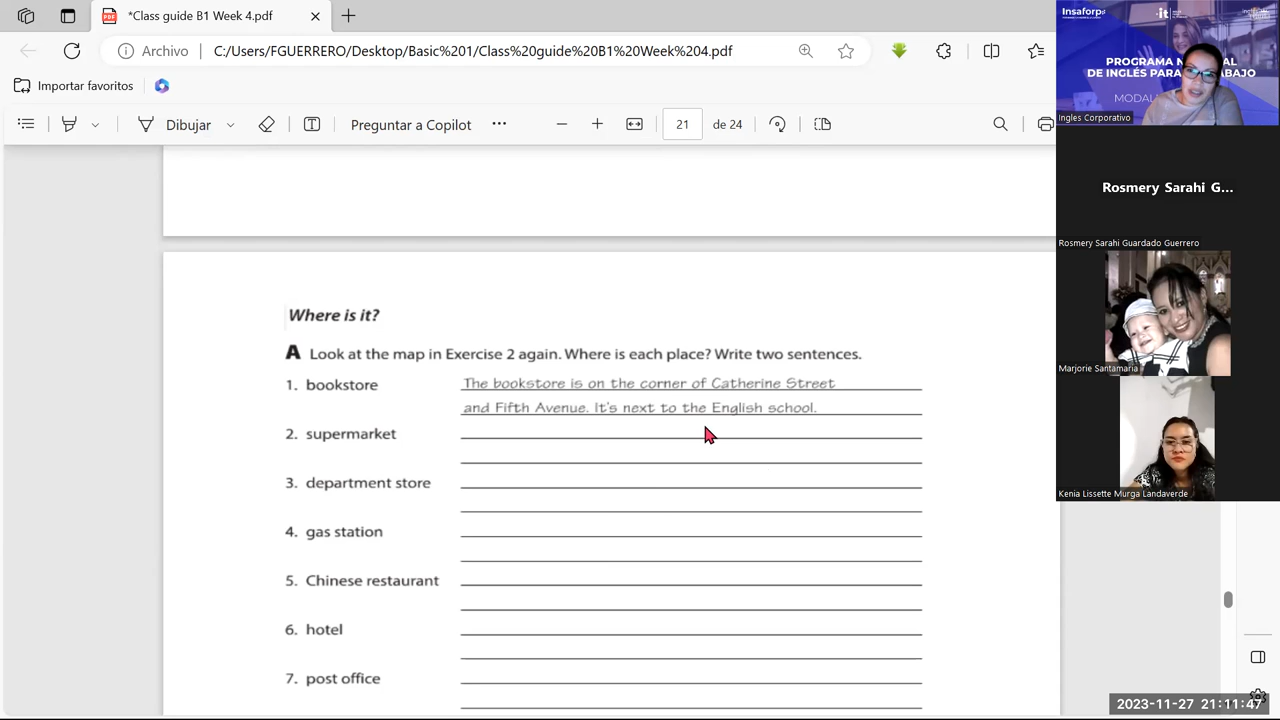 *Class guide B1 Week 4.pdf
Archivo
C:/Users/FGUERRERO/Desktop/Basic%201/Class%20guide%20B1%20Week%204.pdf
Importar favoritos
Dibujar
Preguntar a Copilot
21
de 24
Where is it?
A Look at the map in Exercise 2 again. Where is each place? Write two sentences.
1. bookstore
The bookstore is on the corner of Catherine Street
and Fifth Avenue. It's next to the English school.
2. supermarket
3. department store
4. gas station
5. Chinese restaurant
6. hotel
7. post office
Insaforp
PROGRAMA
DE INGLÉS PARA
Ingles Corporativo
Rosmery Sarahi G...
Rosmery Sarahi Guardado Guerrero
Marjorie Santamaria
Kenia Lissette Murga Landaverde
2023-11-27 21:11:47